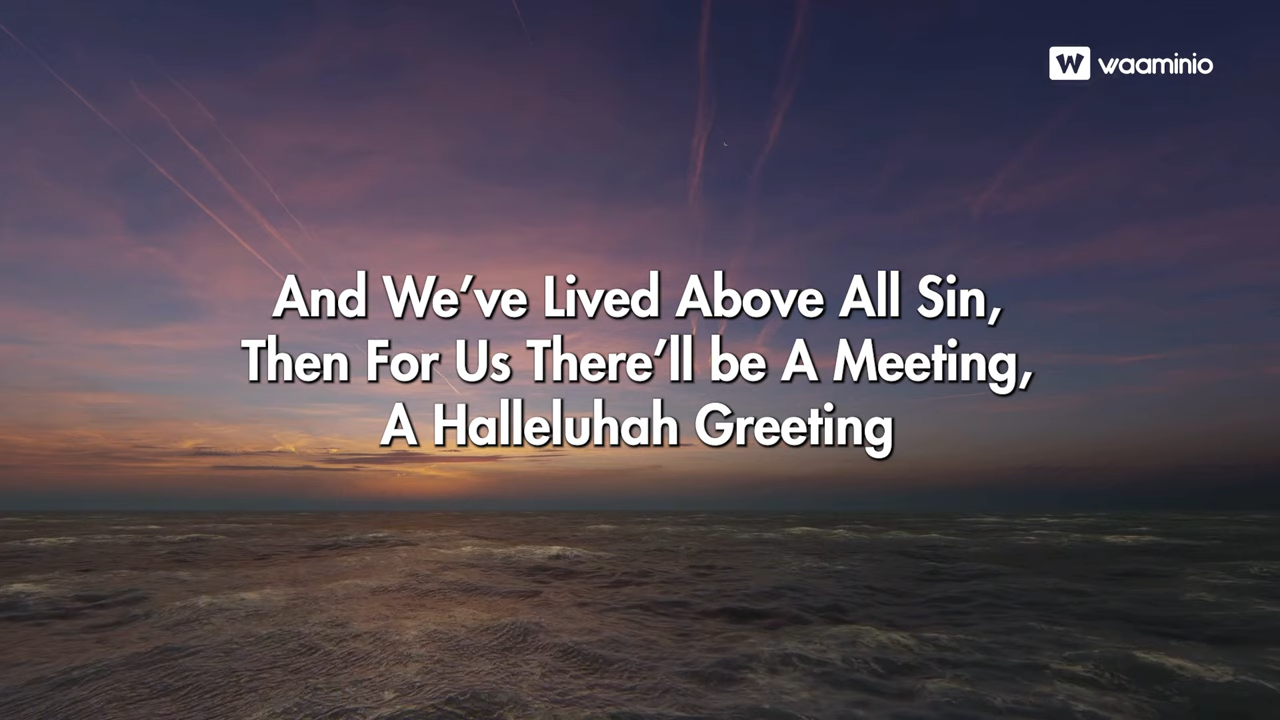 W waaminio
And We’ve Lived Above All Sin,
Then For Us There’ll be A Meeting,
A Halleluhah Greeting